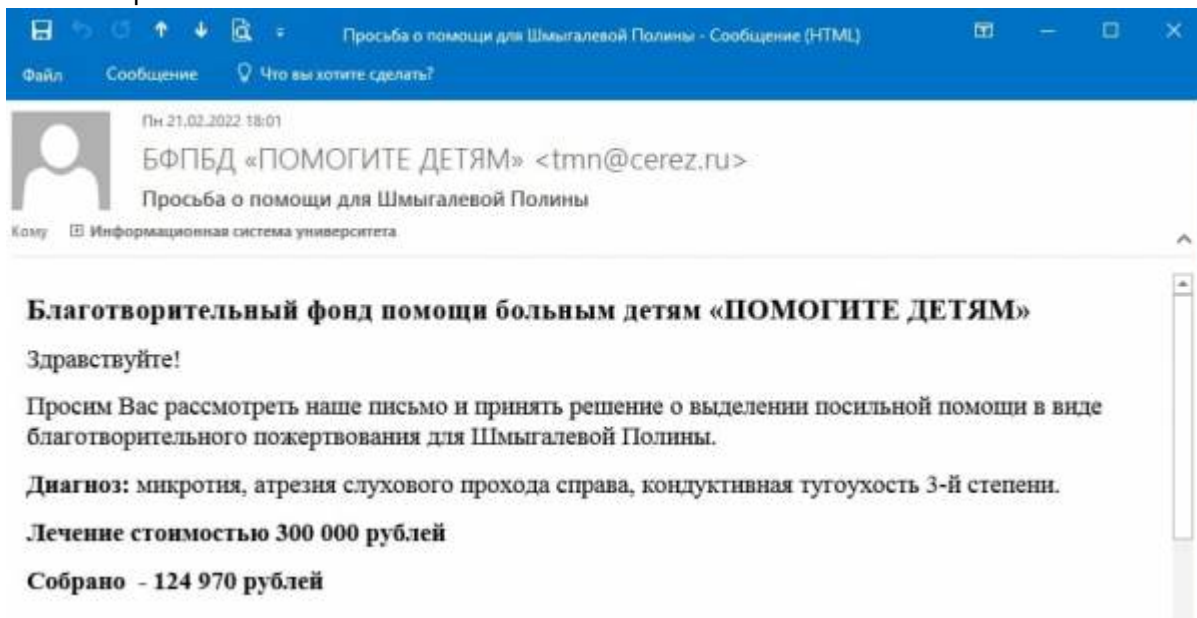 Просьба о помощи для Шмыгалевой Полины - Сообщение (HTML)
Файл Сообщение Что вы хотите сделать?
Пн 21.02.2022 18:01
БФПБД «ПОМОГИТЕ ДЕТЯМ» <tmn@cerez.ru>
Просьба о помощи для Шмыгалевой Полины
Кому Информационная система университета
Благотворительный фонд помощи больным детям «ПОМОГИТЕ ДЕТЯМ»
Здравствуйте!
Просим Вас рассмотреть наше письмо и принять решение о выделении посильной помощи в виде
благотворительного пожертвования для Шмыгалевой Полины.
Диагноз: микротия, атрезия слухового прохода справа, кондуктивная тугоухость 3-й степени.
Лечение стоимостью 300 000 рублей
Собрано - 124 970 рублей